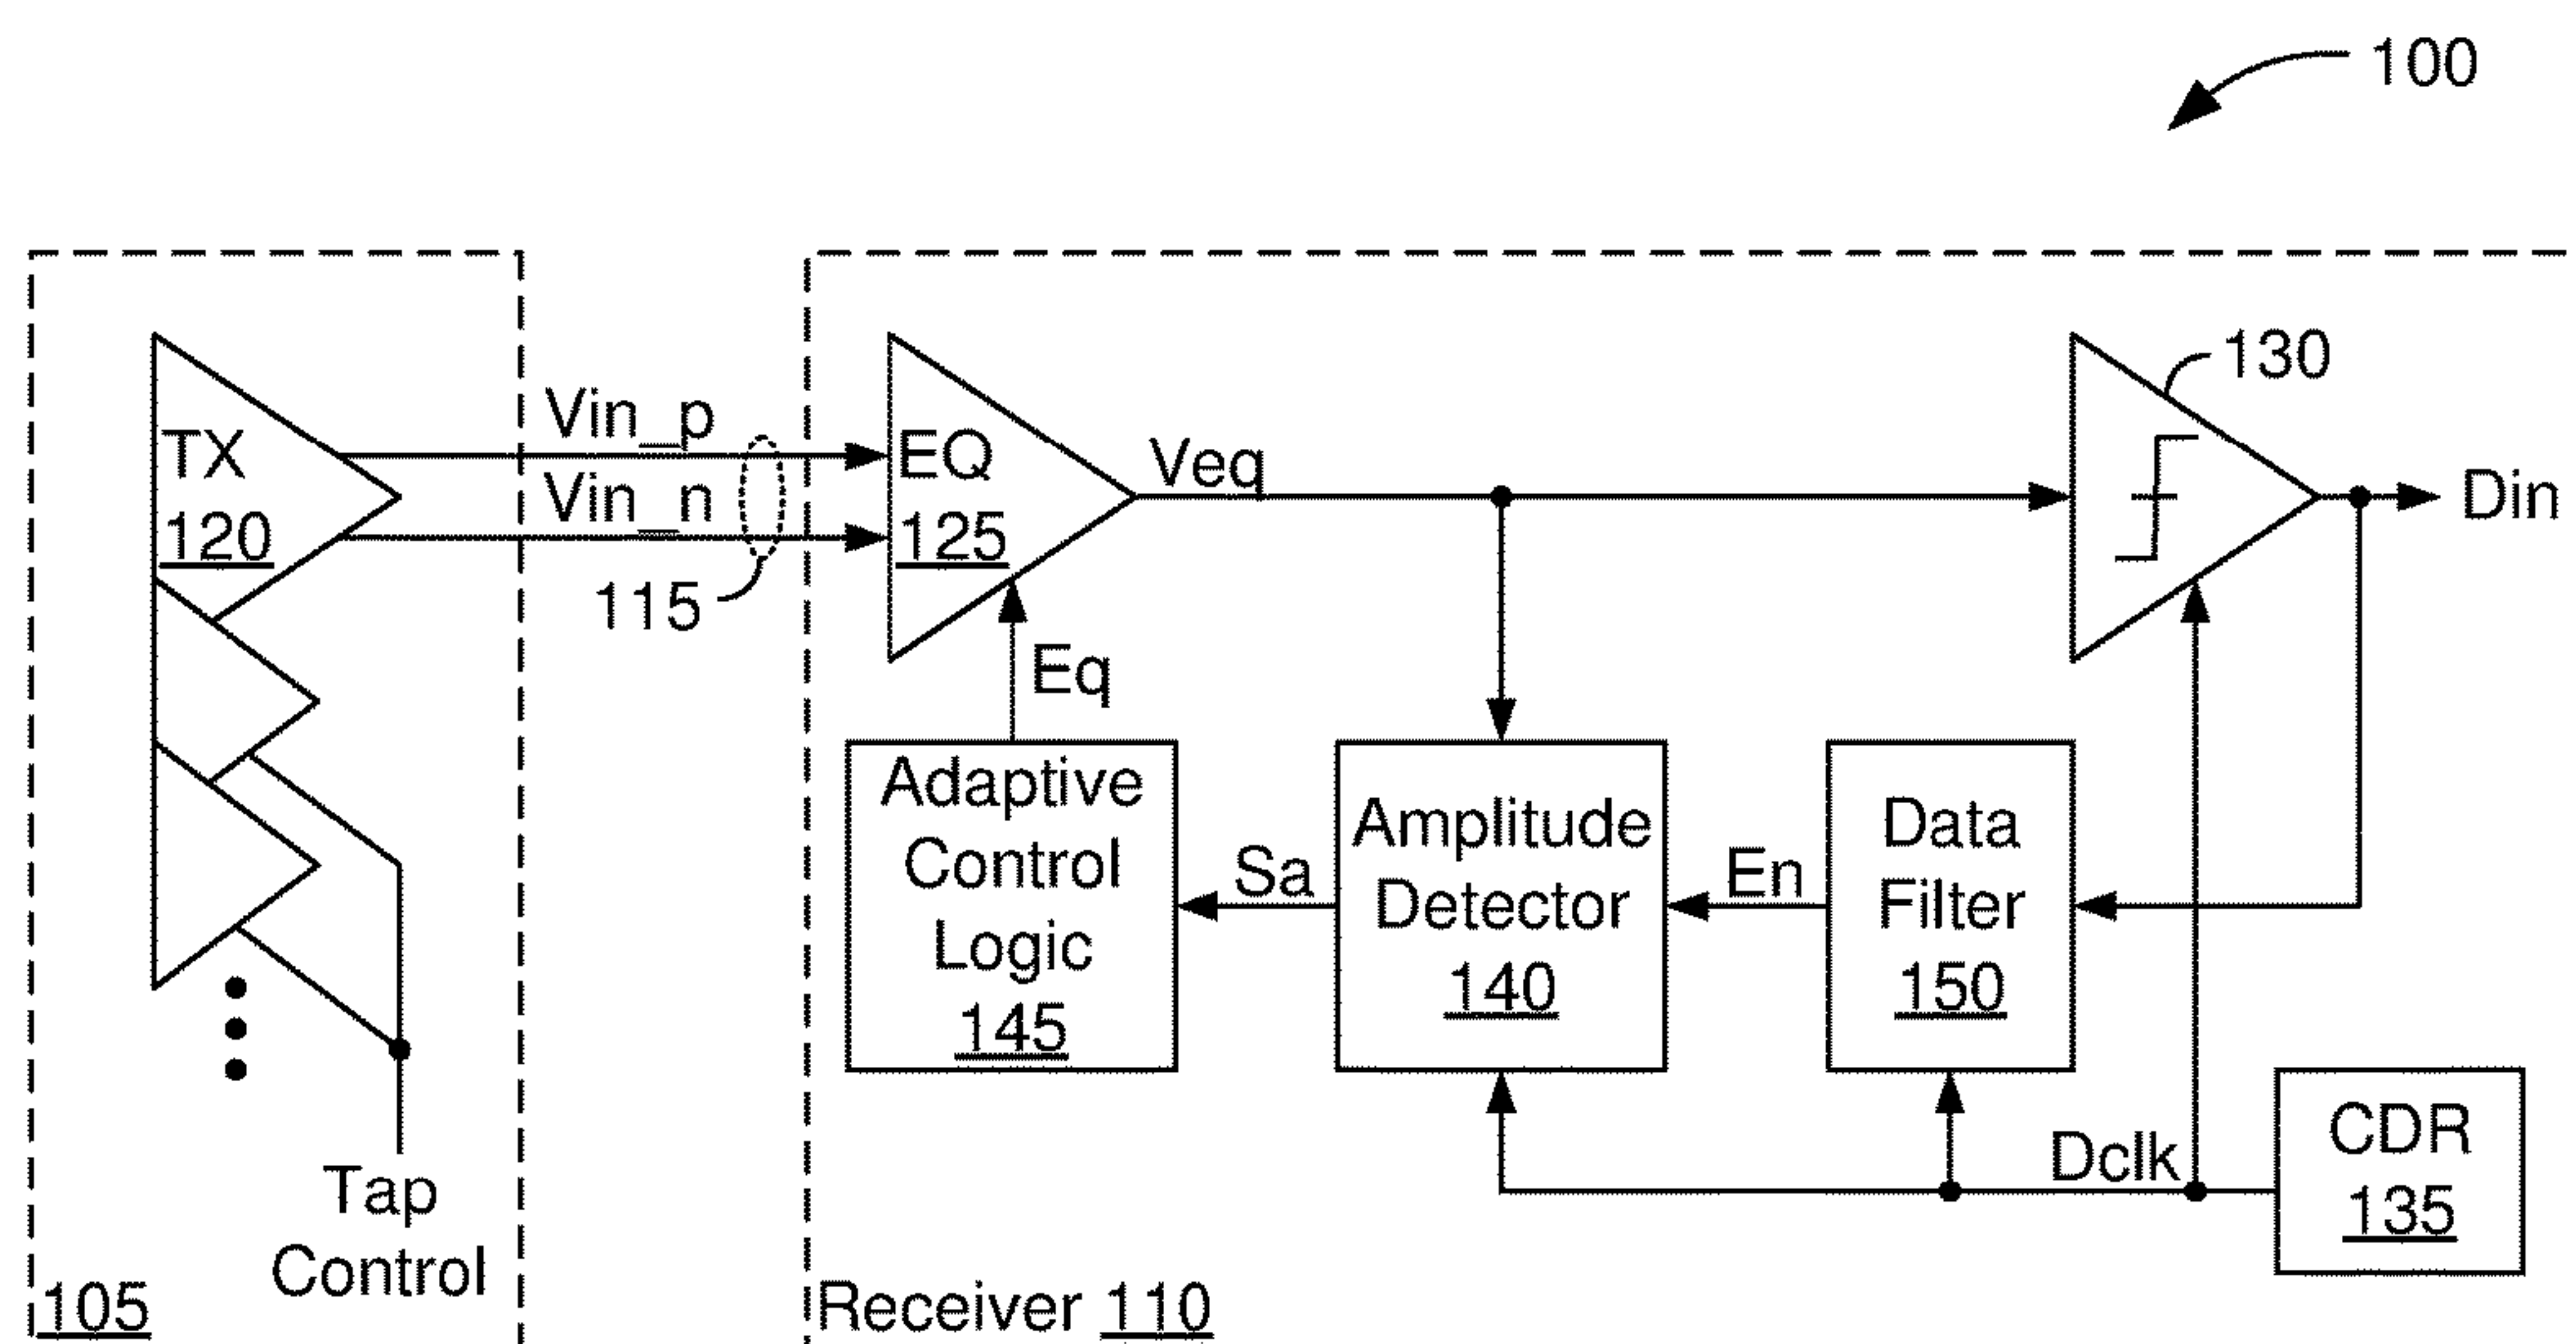 100
TX
120
Vin_p
Vin_n
115
EQ
125
Veq
130
Din
Eq
Adaptive
Control
Logic
145
Sa
Amplitude
Detector
140
En
Data
Filter
150
Dclk
CDR
135
Tap
Control
105
Receiver 110